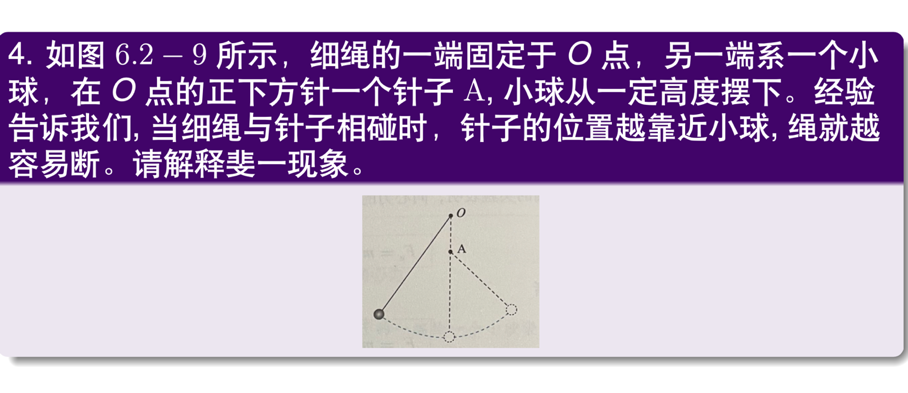 4. 如图 6.2 − 9 所示，细绳的一端固定于 O 点，另一端系一个小
球，在 O 点的正下方针一个针子 A, 小球从一定高度摆下。经验
告诉我们, 当细绳与针子相碰时，针子的位置越靠近小球, 绳就越
容易断。请解释斐一现象。
O
A